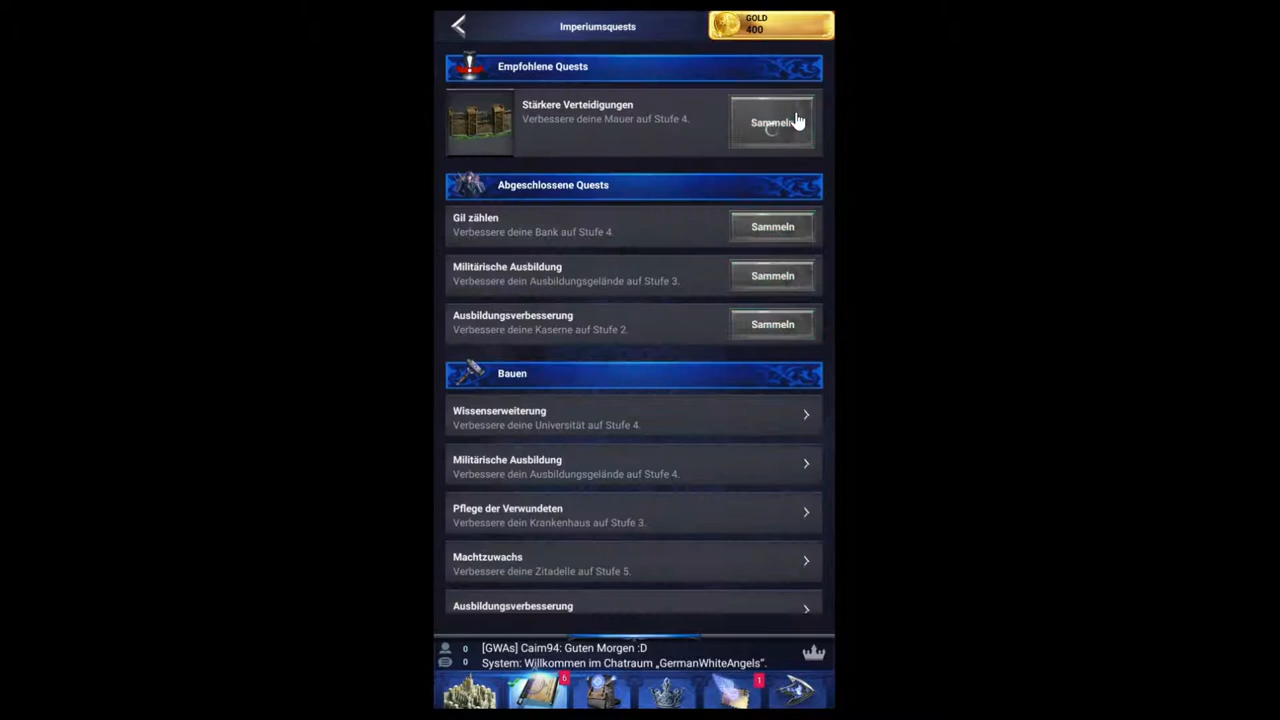 Imperiumsquests
GOLD
400
Empfohlene Quests
Stärkere Verteidigungen
Verbessere deine Mauer auf Stufe 4.
Sammeln
Abgeschlossene Quests
Gil zählen
Verbessere deine Bank auf Stufe 4.
Sammeln
Militärische Ausbildung
Verbessere dein Ausbildungsgelände auf Stufe 3.
Sammeln
Ausbildungsverbesserung
Verbessere deine Kaserne auf Stufe 2.
Sammeln
Bauen
Wissenserweiterung
Verbessere deine Universität auf Stufe 4.
Militärische Ausbildung
Verbessere dein Ausbildungsgelände auf Stufe 4.
Pflege der Verwundeten
Verbessere dein Krankenhaus auf Stufe 3.
Machtzuwachs
Verbessere deine Zitadelle auf Stufe 5.
Ausbildungsverbesserung
0 [GWAs] Caim94: Guten Morgen :D
0 System: Willkommen im Chatraum „GermanWhiteAngels".
6
1